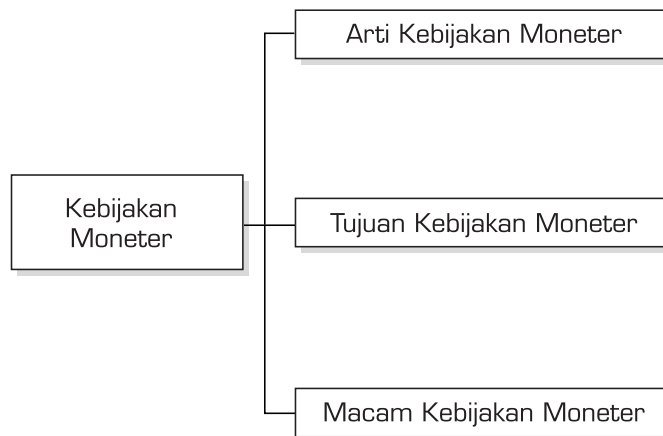 Arti Kebijakan Moneter
Kebijakan
Moneter
Tujuan Kebijakan Moneter
Macam Kebijakan Moneter